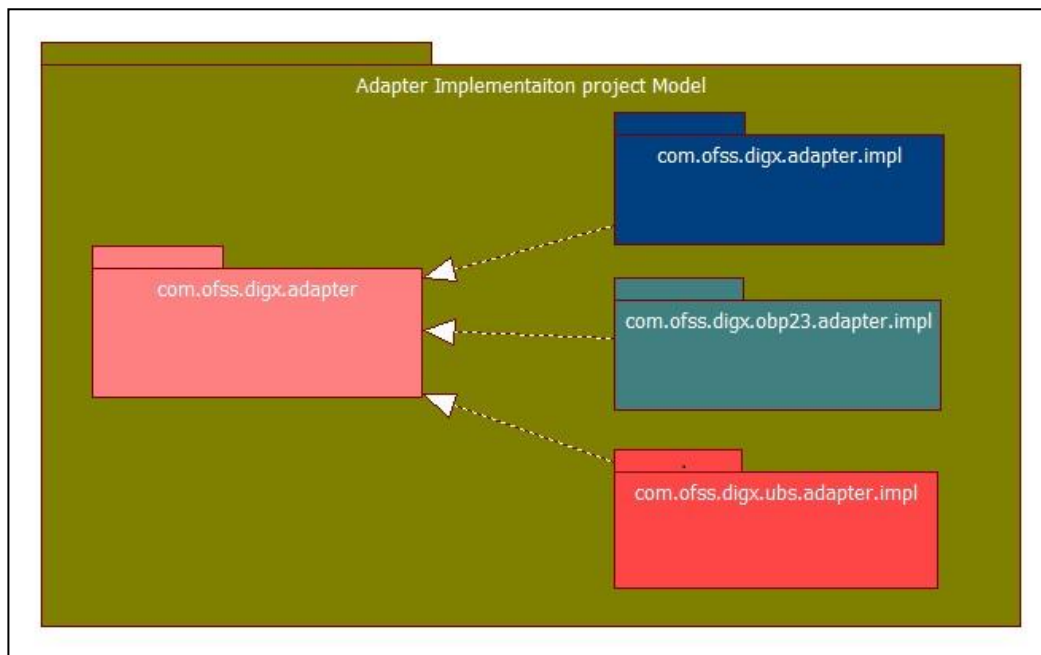 Adapter Implementaiton project Model
com.ofss.digx.adapter.impl
com.ofss.digx.adapter
com.ofss.digx.obp23.adapter.impl
com.ofss.digx.ubs.adapter.impl